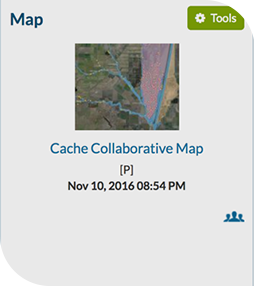 Map
Tools
Cache Collaborative Map
[P]
Nov 10, 2016 08:54 PM